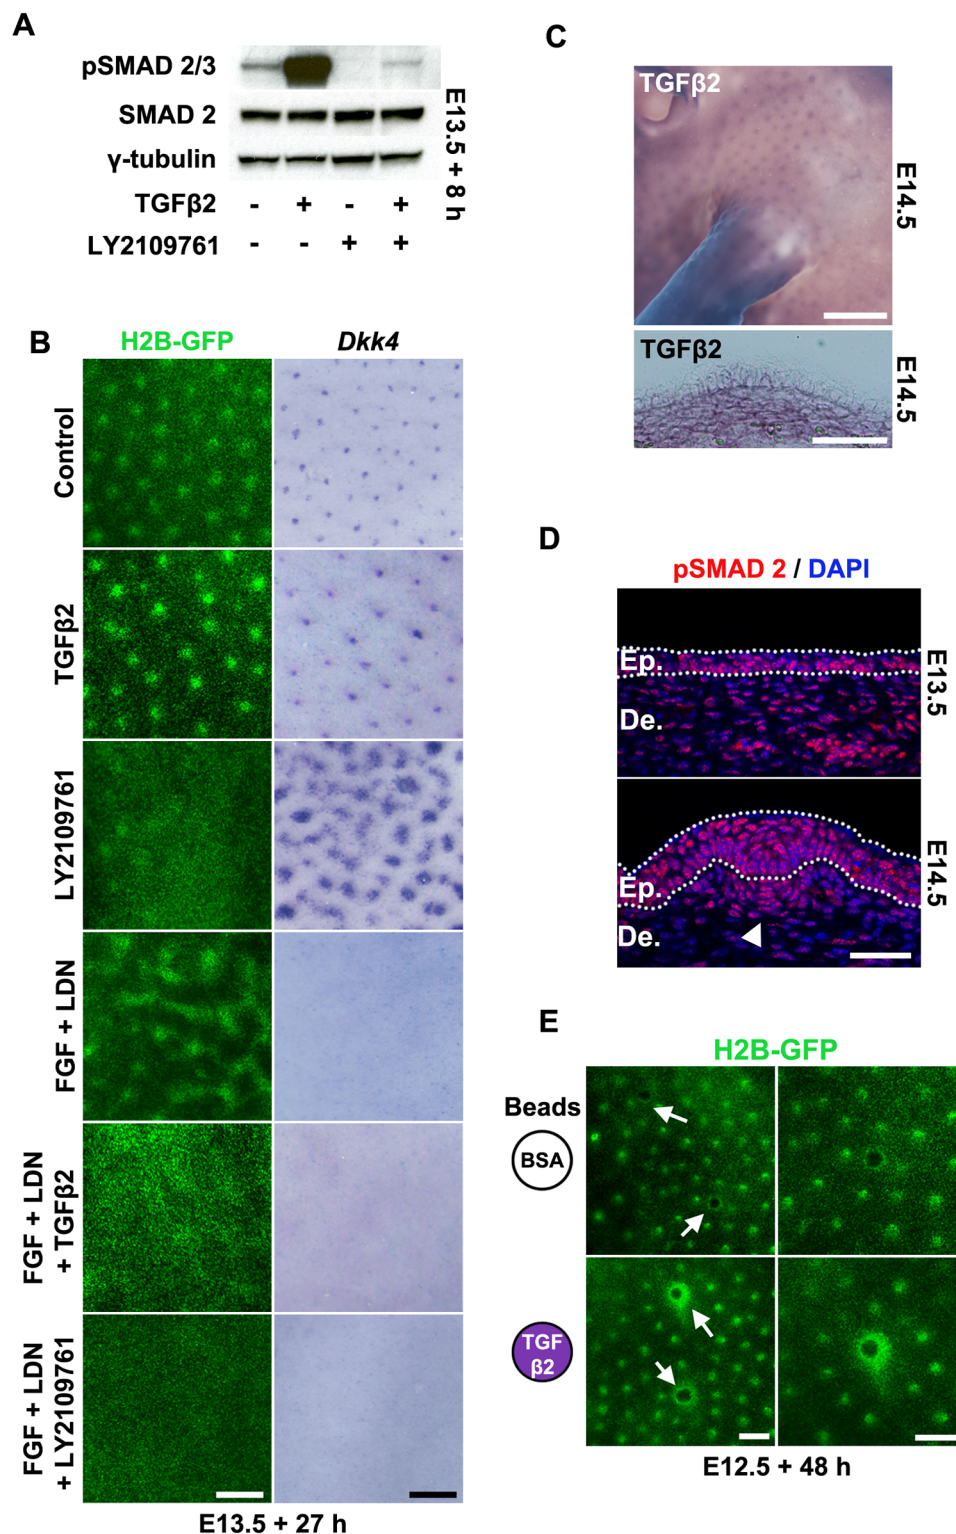 A
pSMAD 2/3
SMAD 2
γ-tubulin
TGFβ2 - + - +
LY2109761 - - + +
E13.5 + 8 h
B
H2B-GFP Dkk4
Control
TGFβ2
LY2109761
FGF + LDN
FGF + LDN
+ TGFβ2
FGF + LDN
+ LY2109761
E13.5 + 27 h
C
TGFβ2
E14.5
TGFβ2
E14.5
D
pSMAD 2 / DAPI
Ep.
De.
E13.5
Ep.
De.
E14.5
E
H2B-GFP
Beads
BSA
TGF
β2
E12.5 + 48 h